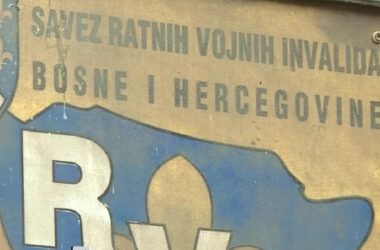 SAVEZ RATNIH VOJNIH INVALIDA
BOSNE I HERCEGOVINE
R
V